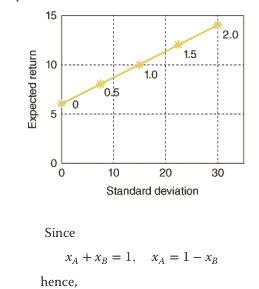 15
10
5
0
Expected return
0
0.5
1.0
1.5
2.0
0 10 20 30
Standard deviation
Since
x_A + x_B = 1, x_A = 1 − x_B
hence,